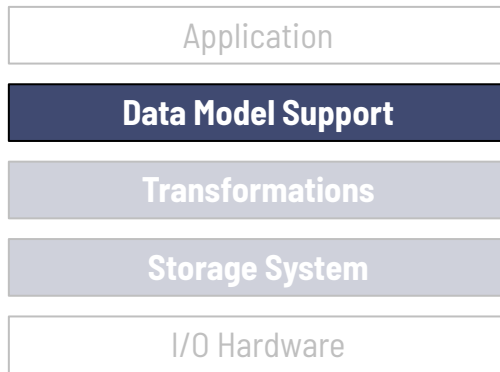 Application
Data Model Support
Transformations
Storage System
I/O Hardware